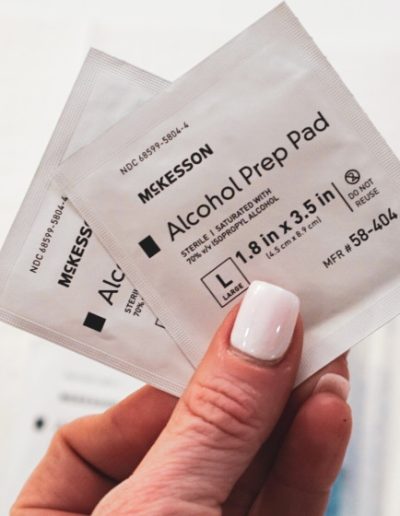 NDC 68599-5804-4
McKESSON
Alcohol Prep Pad
STERILE | SATURATED WITH
70% v/v ISOPROPYL ALCOHOL
L
LARGE
1.8 in x 3.5 in
(4.5 cm x 8.9 cm)
DO NOT
REUSE
MFR # 58-404
NDC 68599-5804-4
McKESS
Alc
STERILE
70%